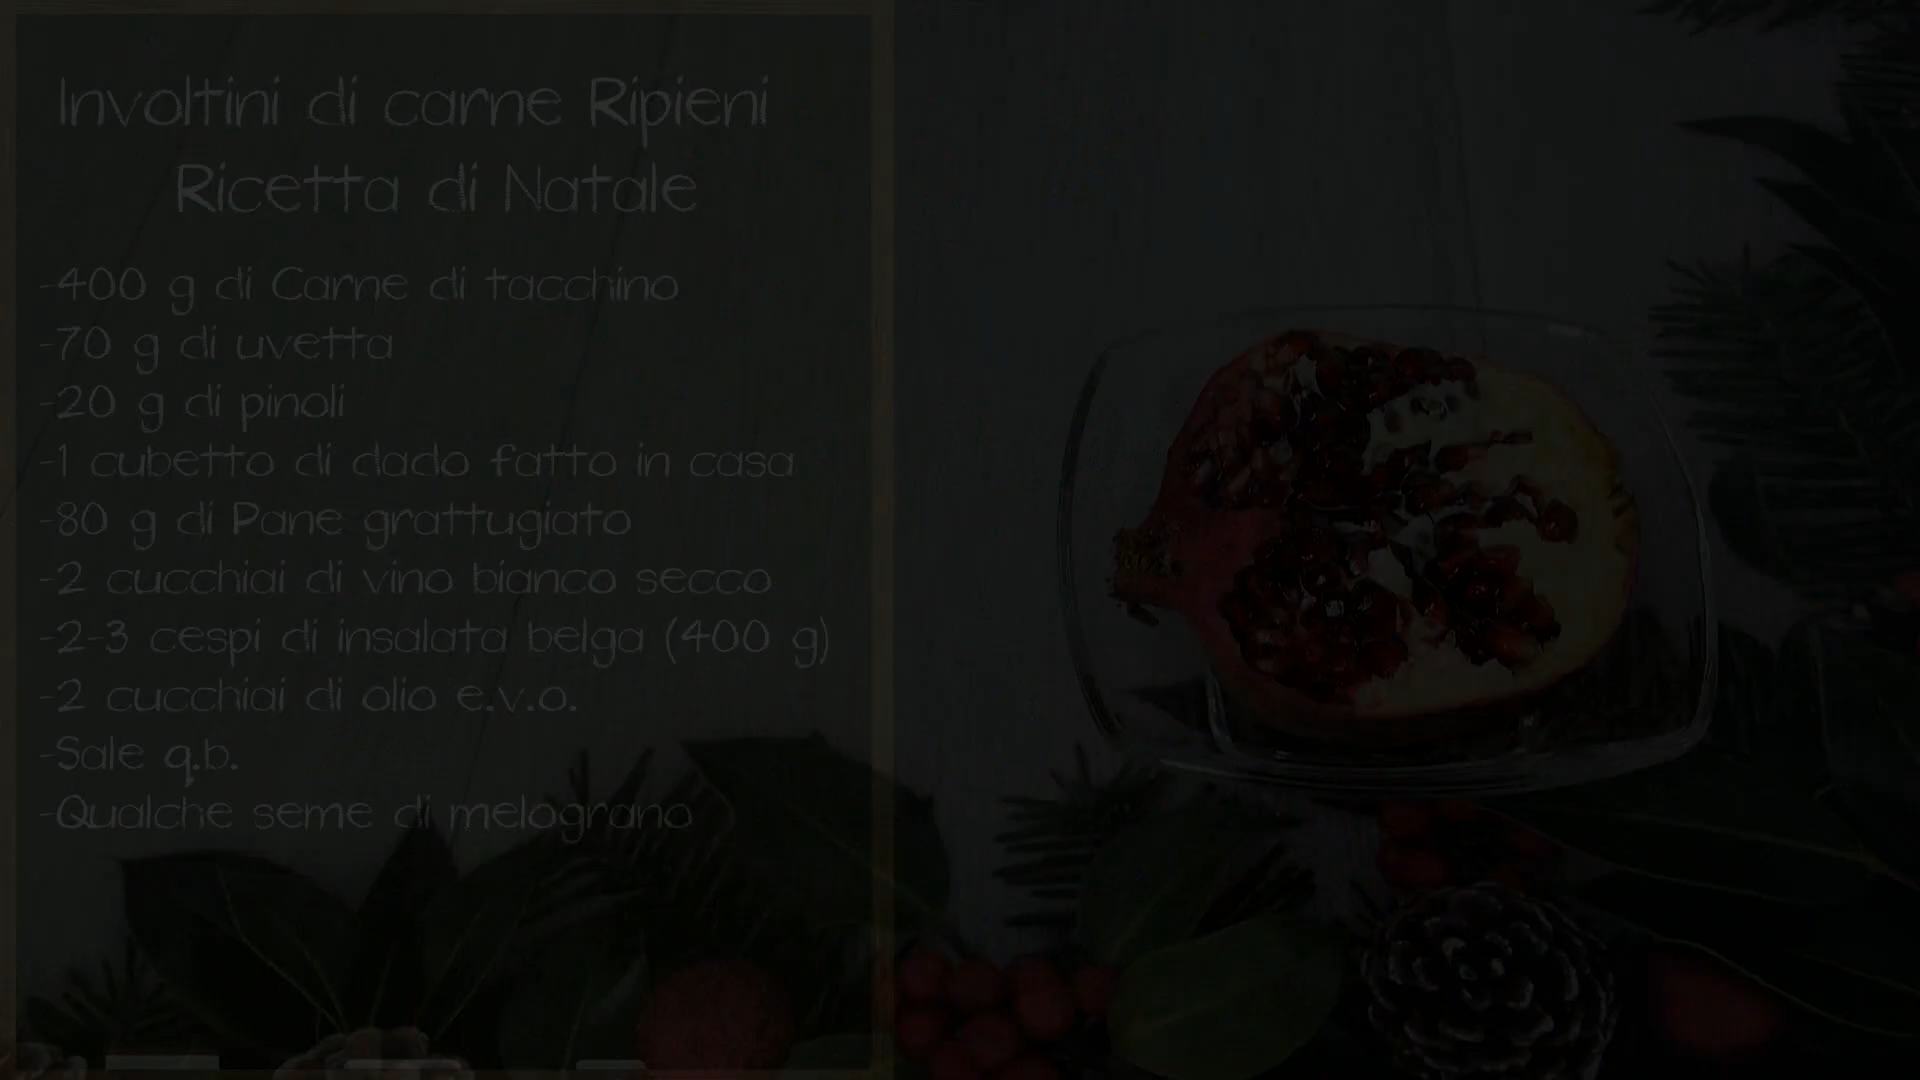 Involtini di carne Ripieni
Ricetta di Natale
-400 g di Carne di tacchino
-70 g di uvetta
-20 g di pinoli
-1 cubetto di dado fatto in casa
-80 g di Pane grattugiato
-2 cucchiai di vino bianco secco
-2-3 cespi di insalata belga (400 g)
-2 cucchiai di olio e.v.o.
-Sale q.b.
-Qualche seme di melograno